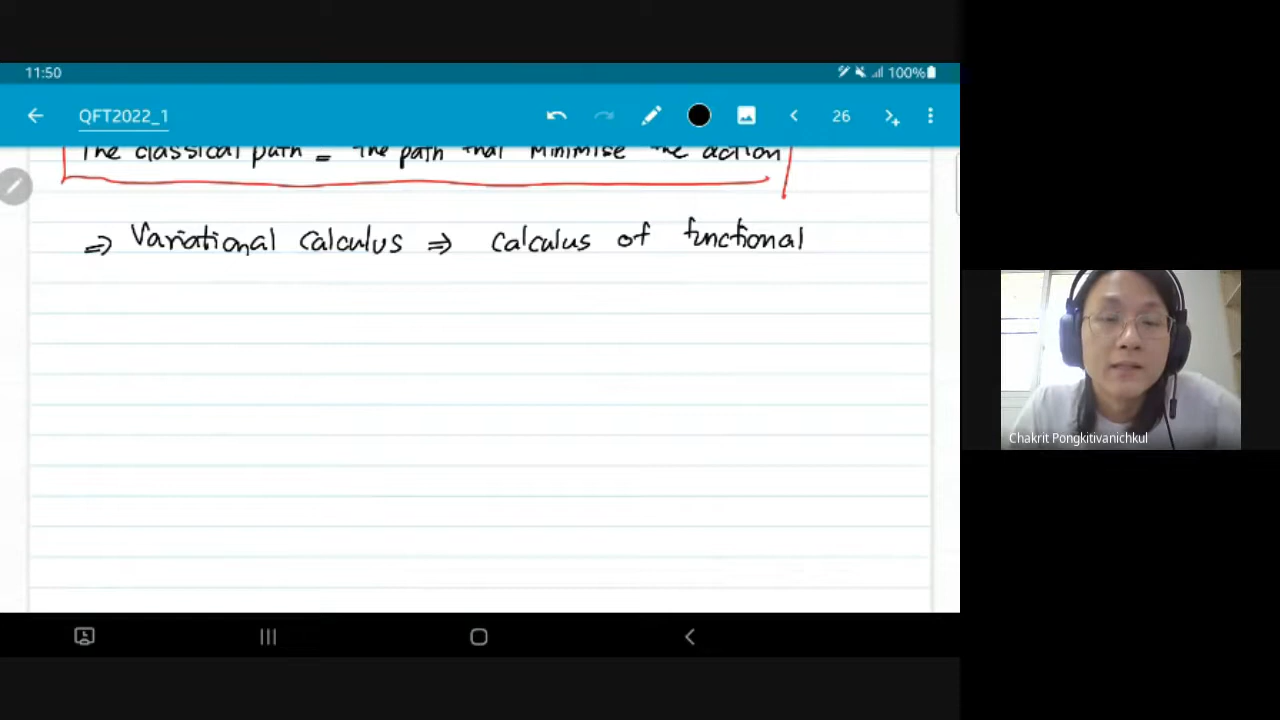 11:50
100%
QFT2022_1
26
The classical path = the path that minimise the action
⇒ Variational calculus ⇒ calculus of functional
Chakrit Pongkitivanichkul